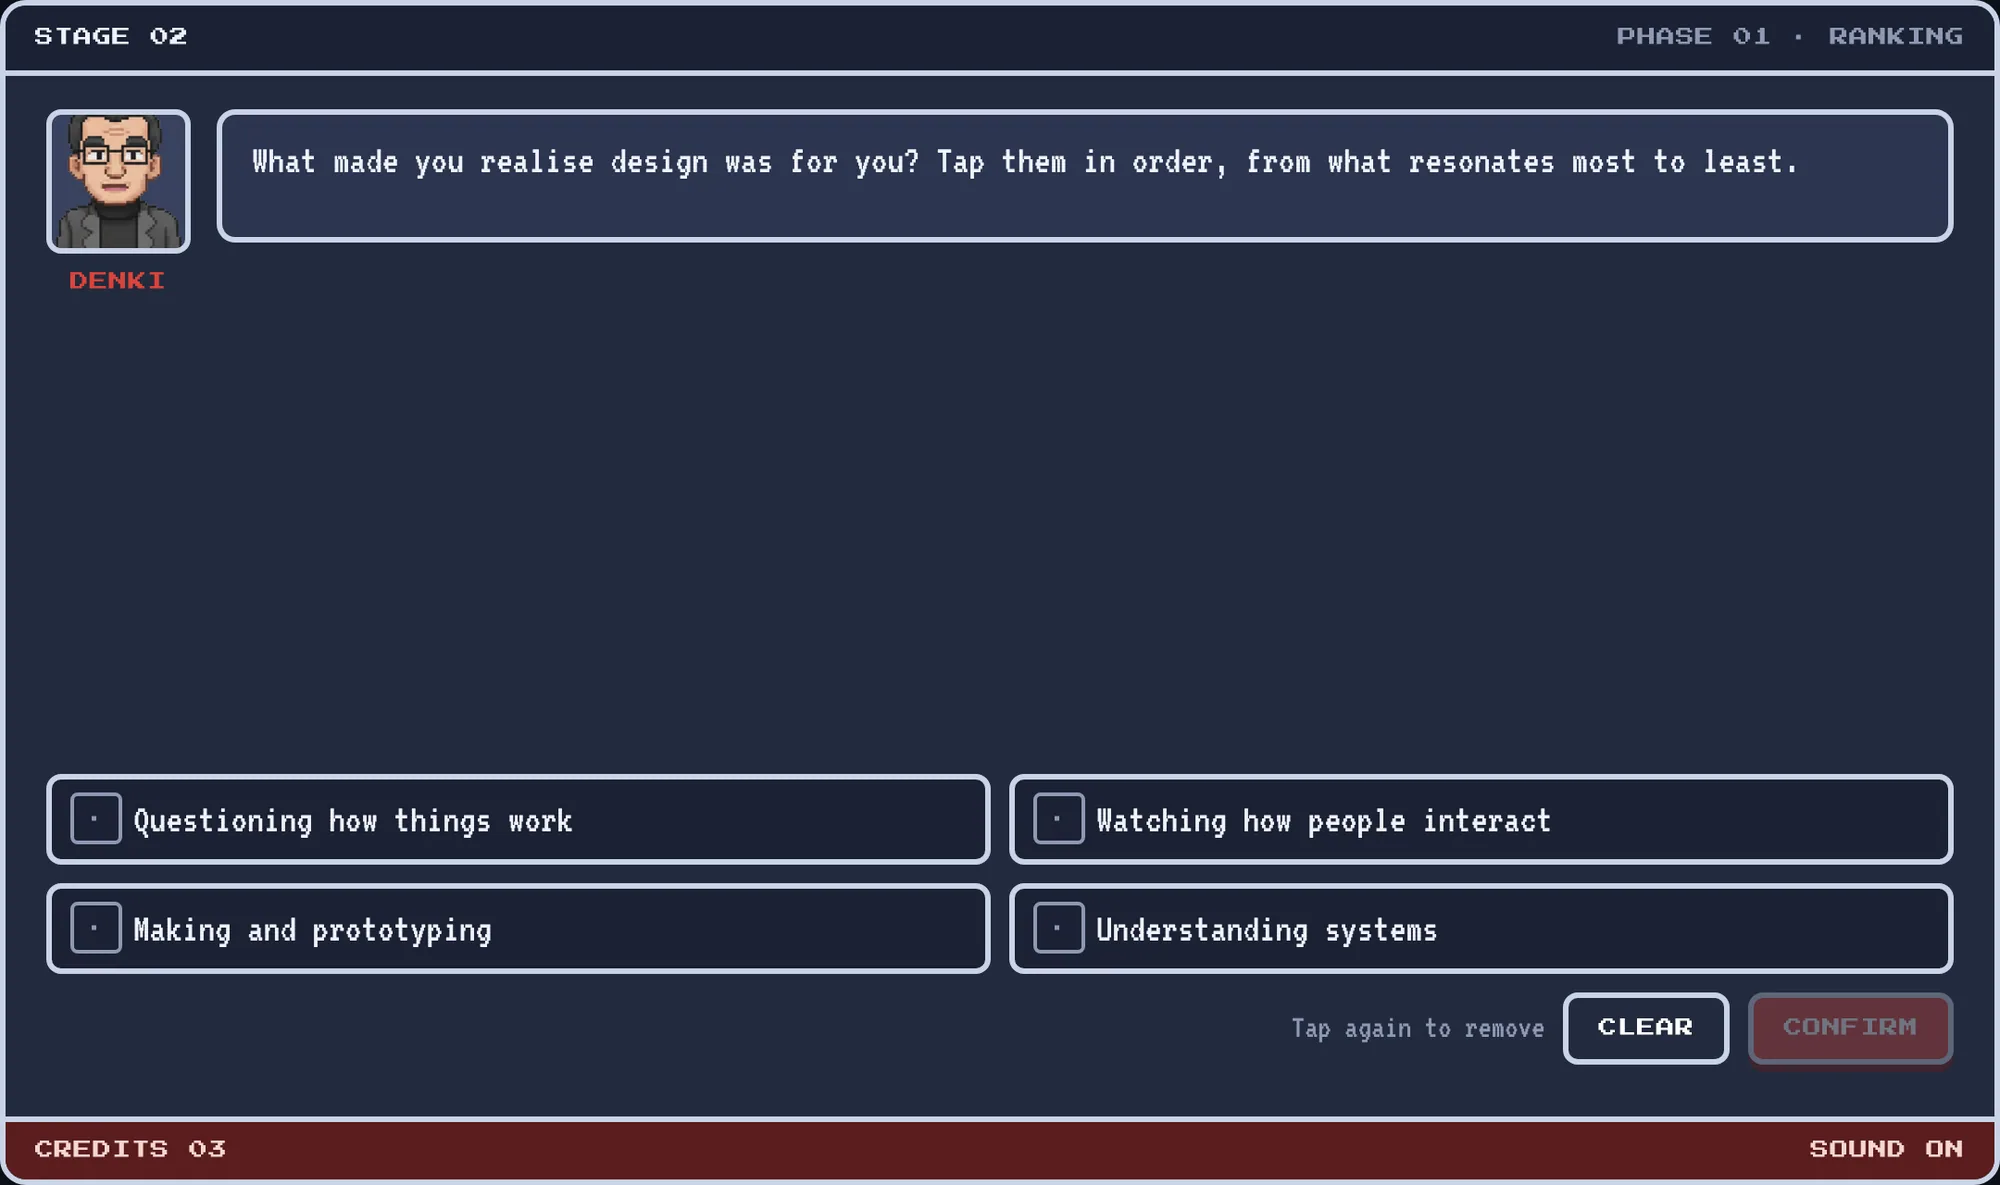 STAGE 02
PHASE 01 · RANKING
What made you realise design was for you? Tap them in order, from what resonates most to least.
DENKI
Questioning how things work
Watching how people interact
Making and prototyping
Understanding systems
Tap again to remove
CLEAR
CONFIRM
CREDITS 03
SOUND ON